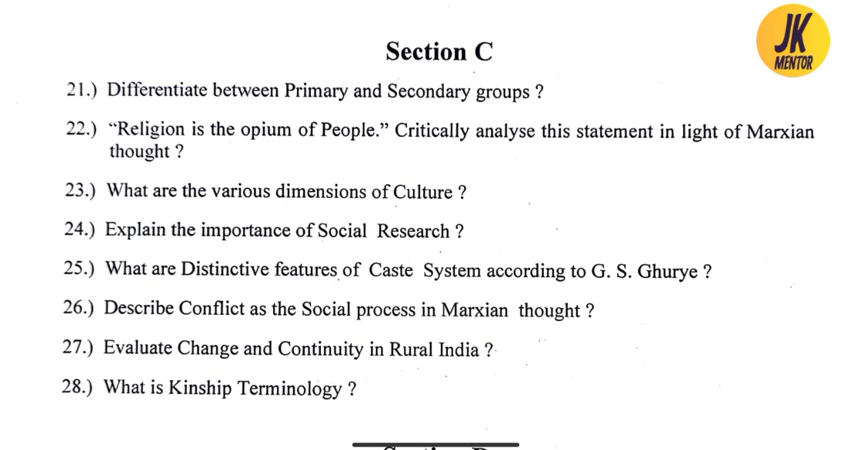 JK
MENTOR
Section C
21.) Differentiate between Primary and Secondary groups ?
22.) “Religion is the opium of People.” Critically analyse this statement in light of Marxian
thought ?
23.) What are the various dimensions of Culture ?
24.) Explain the importance of Social Research ?
25.) What are Distinctive features of Caste System according to G. S. Ghurye ?
26.) Describe Conflict as the Social process in Marxian thought ?
27.) Evaluate Change and Continuity in Rural India ?
28.) What is Kinship Terminology ?